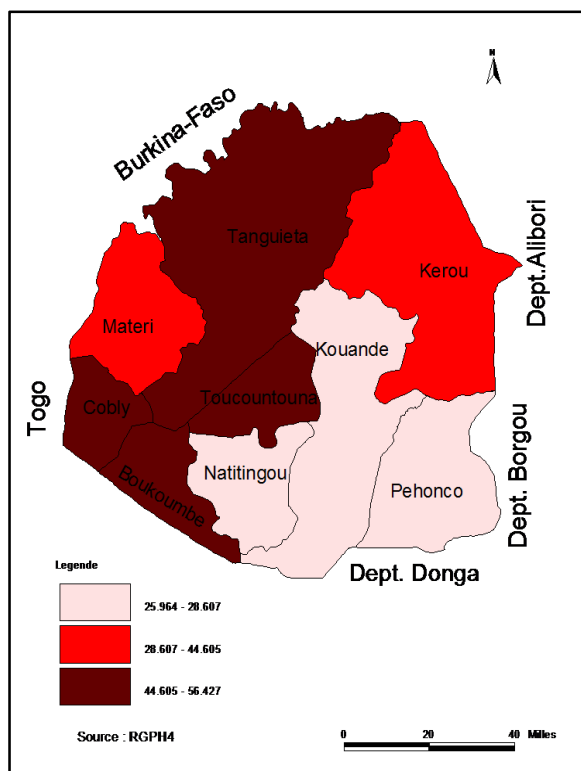 N
Burkina-Faso
Tanguieta
Kerou
Dept.Alibori
Materi
Kouande
Togo
Cobly
Toucountouna
Boukoumbe
Natitingou
Pehonco
Dept. Borgou
Dept. Donga
Legende
25.964 - 28.607
28.607 - 44.605
44.605 - 56.427
Source : RGPH4
0 20 40 Milles